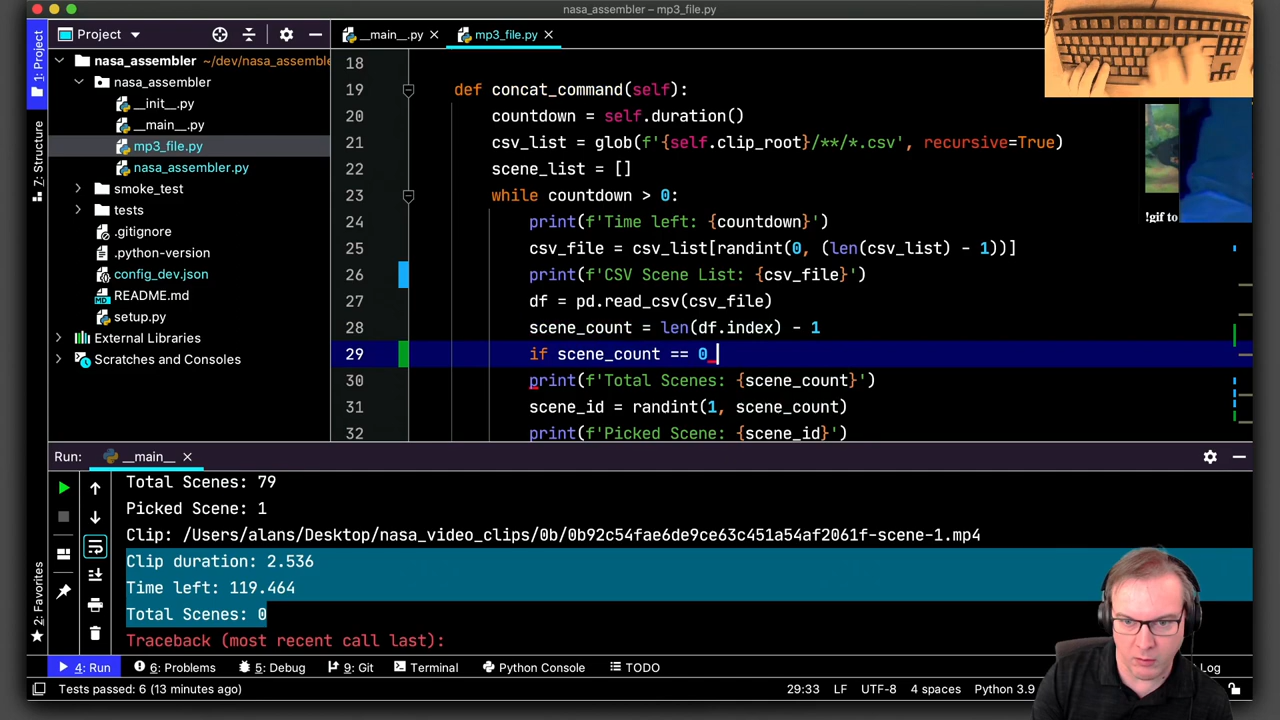 nasa_assembler – mp3_file.py
Project
__main__.py
mp3_file.py
1: Project
7: Structure
2: Favorites
nasa_assembler ~/dev/nasa_assemble
nasa_assembler
__init__.py
__main__.py
mp3_file.py
nasa_assembler.py
smoke_test
tests
.gitignore
.python-version
config_dev.json
README.md
setup.py
External Libraries
Scratches and Consoles
18
19 def concat_command(self):
20 countdown = self.duration()
21 csv_list = glob(f'{self.clip_root}/**/*.csv', recursive=True)
22 scene_list = []
23 while countdown > 0:
24 print(f'Time left: {countdown}')
25 csv_file = csv_list[randint(0, (len(csv_list) - 1))]
26 print(f'CSV Scene List: {csv_file}')
27 df = pd.read_csv(csv_file)
28 scene_count = len(df.index) - 1
29 if scene_count == 0
30 print(f'Total Scenes: {scene_count}')
31 scene_id = randint(1, scene_count)
32 print(f'Picked Scene: {scene_id}')
!gif to
Run: __main__
Total Scenes: 79
Picked Scene: 1
Clip: /Users/alans/Desktop/nasa_video_clips/0b/0b92c54fae6de9ce63c451a54af2061f-scene-1.mp4
Clip duration: 2.536
Time left: 119.464
Total Scenes: 0
Traceback (most recent call last):
4: Run 6: Problems 5: Debug 9: Git Terminal Python Console TODO Log
Tests passed: 6 (13 minutes ago) 29:33 LF UTF-8 4 spaces Python 3.9